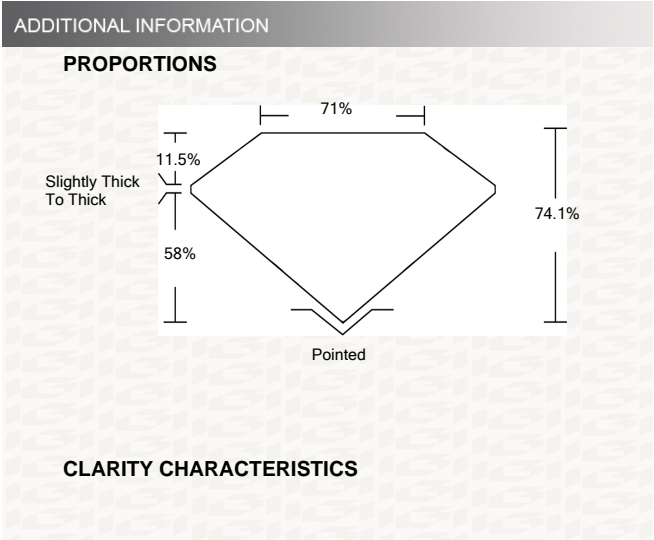 ADDITIONAL INFORMATION
PROPORTIONS
71%
11.5%
Slightly Thick
To Thick
74.1%
58%
Pointed
CLARITY CHARACTERISTICS